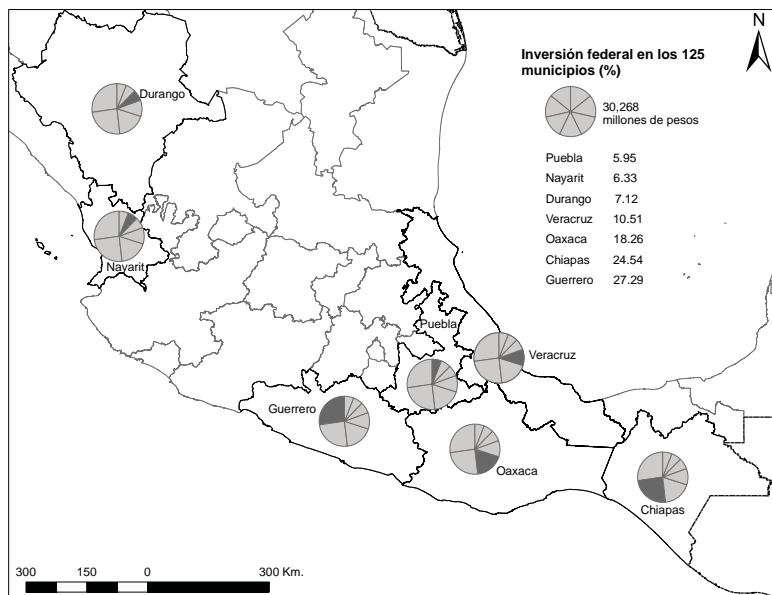 N
Inversión federal en los 125
municipios (%)
30,268
millones de pesos
Puebla 5.95
Nayarit 6.33
Durango 7.12
Veracruz 10.51
Oaxaca 18.26
Chiapas 24.54
Guerrero 27.29
Durango
Nayarit
Puebla
Veracruz
Guerrero
Oaxaca
Chiapas
300 150 0 300 Km.